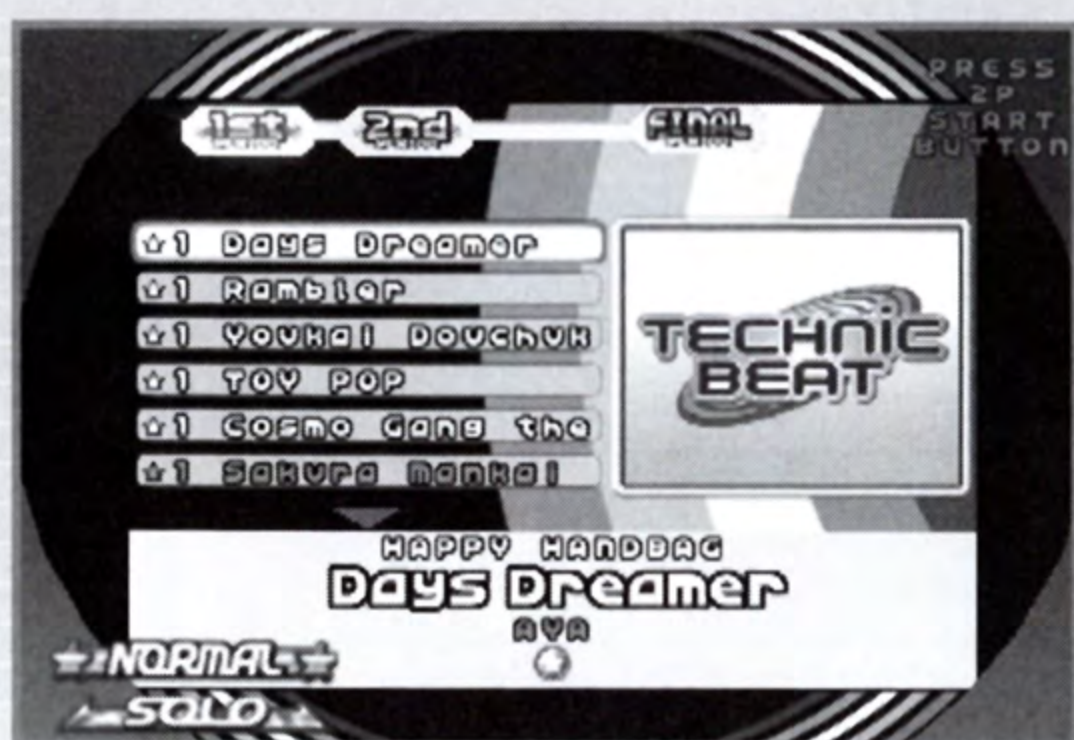 PRESS
2P
START
BUTTON
1st 2nd FINAL
☆1 Days Dreamer
☆1 Rambler
☆1 Youkai Douchuk
☆1 TOY POP
☆1 Cosmo Gang the
☆1 Sakura Mankai
TECHNIC
BEAT
HAPPY HANDBAG
Days Dreamer
AYA
NORMAL
SOLO